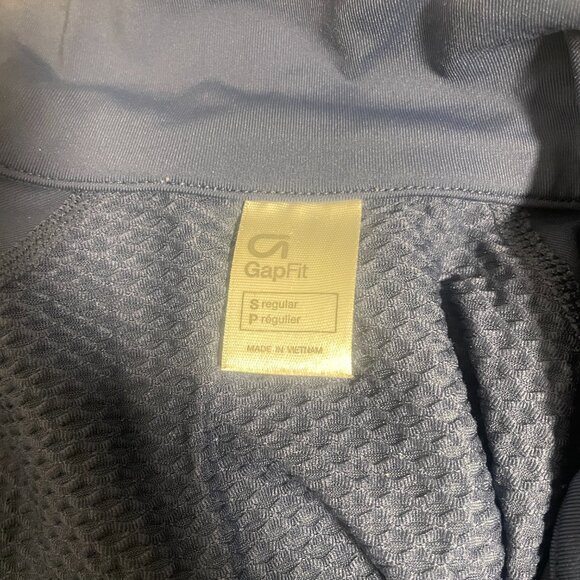 GapFit
S regular
P régulier
MADE IN VIETNAM